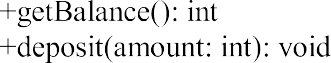 +getBalance(): int
+deposit(amount: int): void